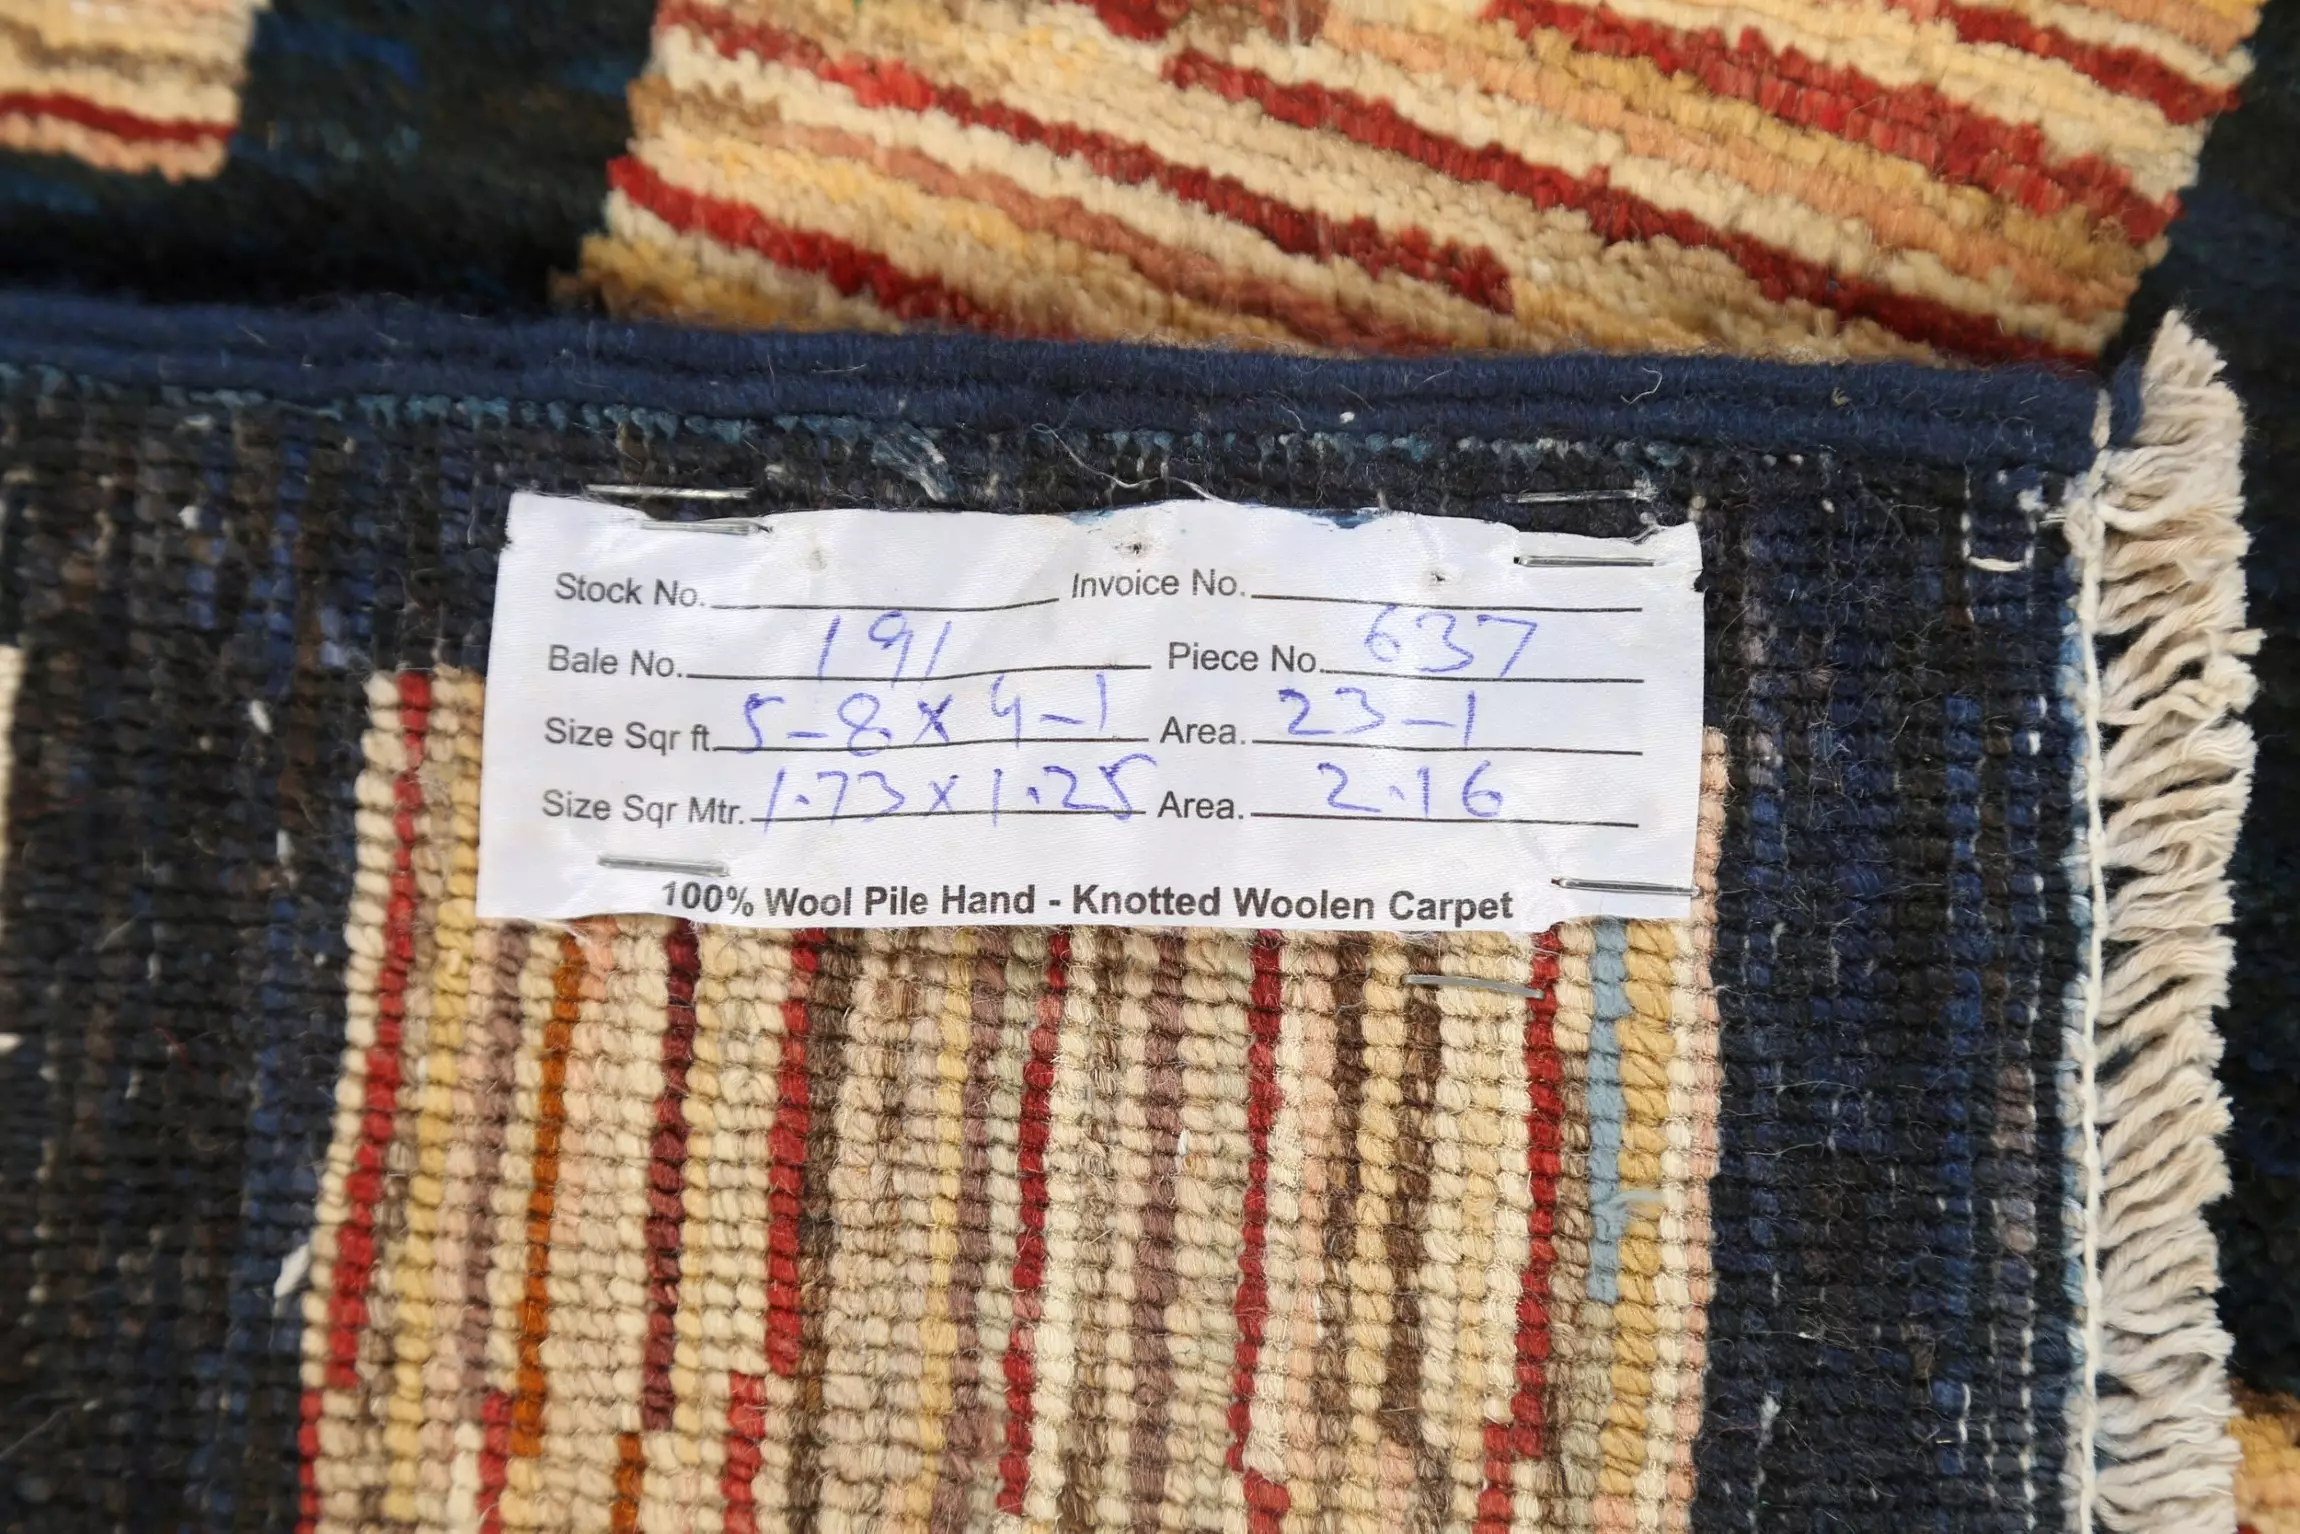 Stock No. Invoice No.
Bale No. 191 Piece No. 637
Size Sqr ft. 5-8 x 4-1 Area. 23-1
Size Sqr Mtr. 1.73 x 1.25 Area. 2.16
100% Wool Pile Hand - Knotted Woolen Carpet